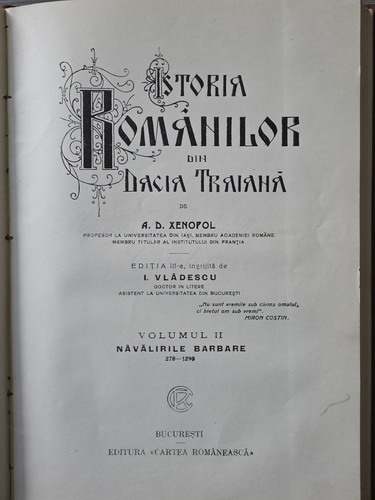 ISTORIA
ROMÂNILOR
DIN
DACIA TRAIANĂ
DE
A. D. XENOPOL
PROFESOR LA UNIVERSITATEA DIN IAȘI, MEMBRU ACADEMIEI ROMÂNE.
MEMBRU TITULAR AL INSTITUTULUI DIN FRANȚIA
EDIȚIA III-a, îngrijită de
I. VLĂDESCU
DOCTOR IN LITERE
ASISTENT LA UNIVERSITATEA DIN BUCUREȘTI
„Nu sunt vremile sub cârma omului,
ci bietul om sub vremi".
MIRON COSTIN.
VOLUMUL II
NĂVĂLIRILE BARBARE
270—1290
CR
BUCUREȘTI
EDITURA «CARTEA ROMÂNEASCĂ»